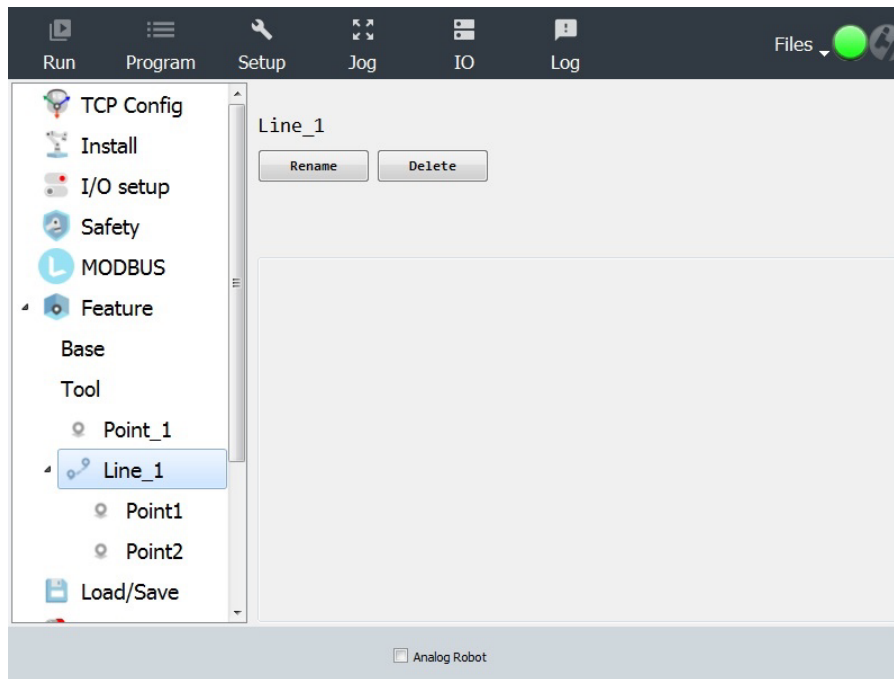 Run Program Setup Jog IO Log Files
TCP Config
Install
I/O setup
Safety
MODBUS
Feature
Base
Tool
Point_1
Line_1
Point1
Point2
Load/Save
Line_1
Rename Delete
Analog Robot